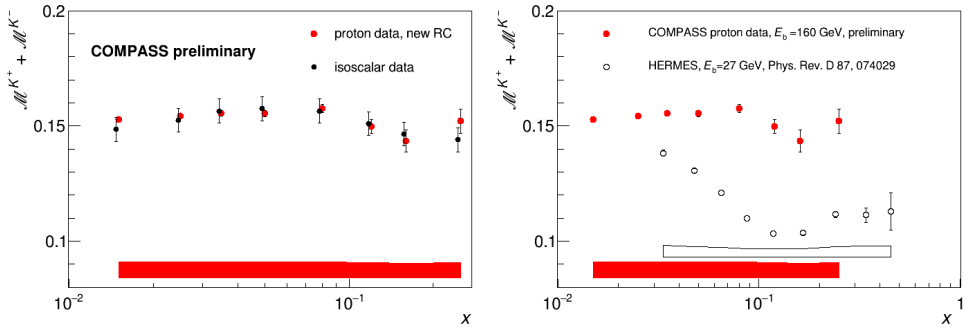 0.2
0.15
0.1
ℳ^{K^+} + ℳ^{K^-}
COMPASS preliminary
proton data, new RC
isoscalar data
10^{-2}
10^{-1}
x
0.2
0.15
0.1
ℳ^{K^+} + ℳ^{K^-}
COMPASS proton data, E_b =160 GeV, preliminary
HERMES, E_b=27 GeV, Phys. Rev. D 87, 074029
10^{-2}
10^{-1}
1
x